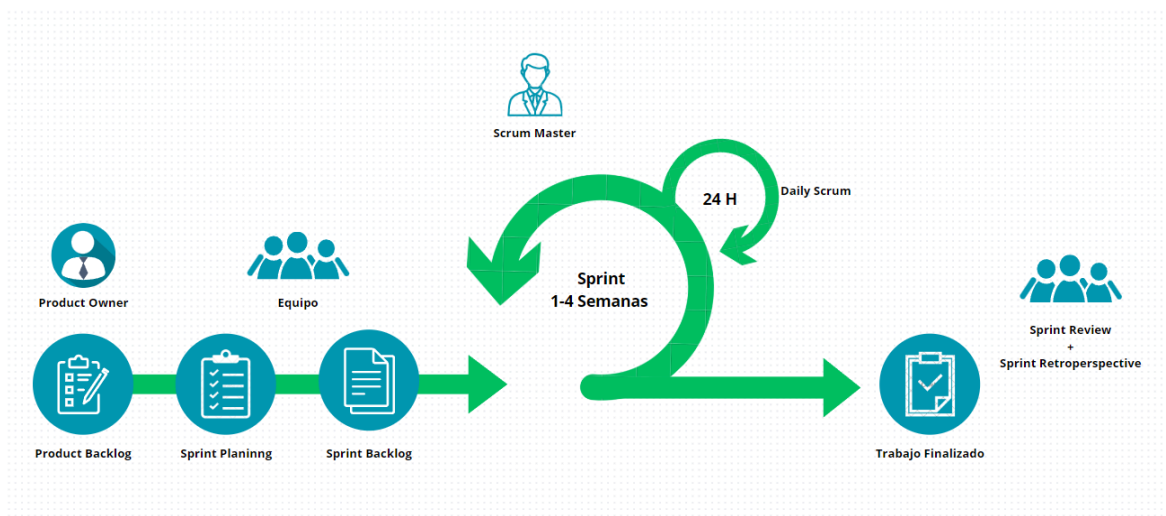 Scrum Master
24 H
Daily Scrum
Sprint
1-4 Semanas
Product Owner
Equipo
Sprint Review
+
Sprint Retroperspective
Product Backlog
Sprint Planinng
Sprint Backlog
Trabajo Finalizado